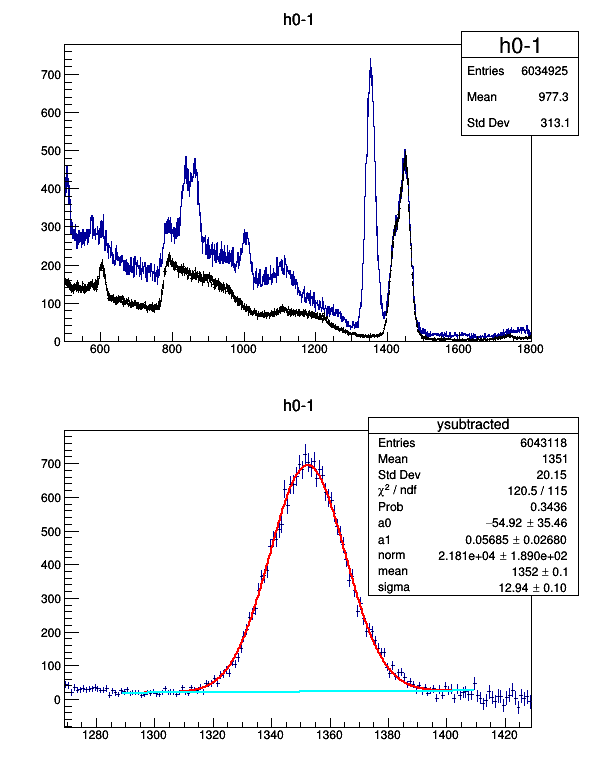 h0-1
h0-1
Entries 6034925
Mean 977.3
Std Dev 313.1
700
600
500
400
300
200
100
0
600 800 1000 1200 1400 1600 1800
h0-1
ysubtracted
Entries 6043118
Mean 1351
Std Dev 20.15
χ² / ndf 120.5 / 115
Prob 0.3436
a0 −54.92 ± 35.46
a1 0.05685 ± 0.02680
norm 2.181e+04 ± 1.890e+02
mean 1352 ± 0.1
sigma 12.94 ± 0.10
700
600
500
400
300
200
100
0
1280 1300 1320 1340 1360 1380 1400 1420